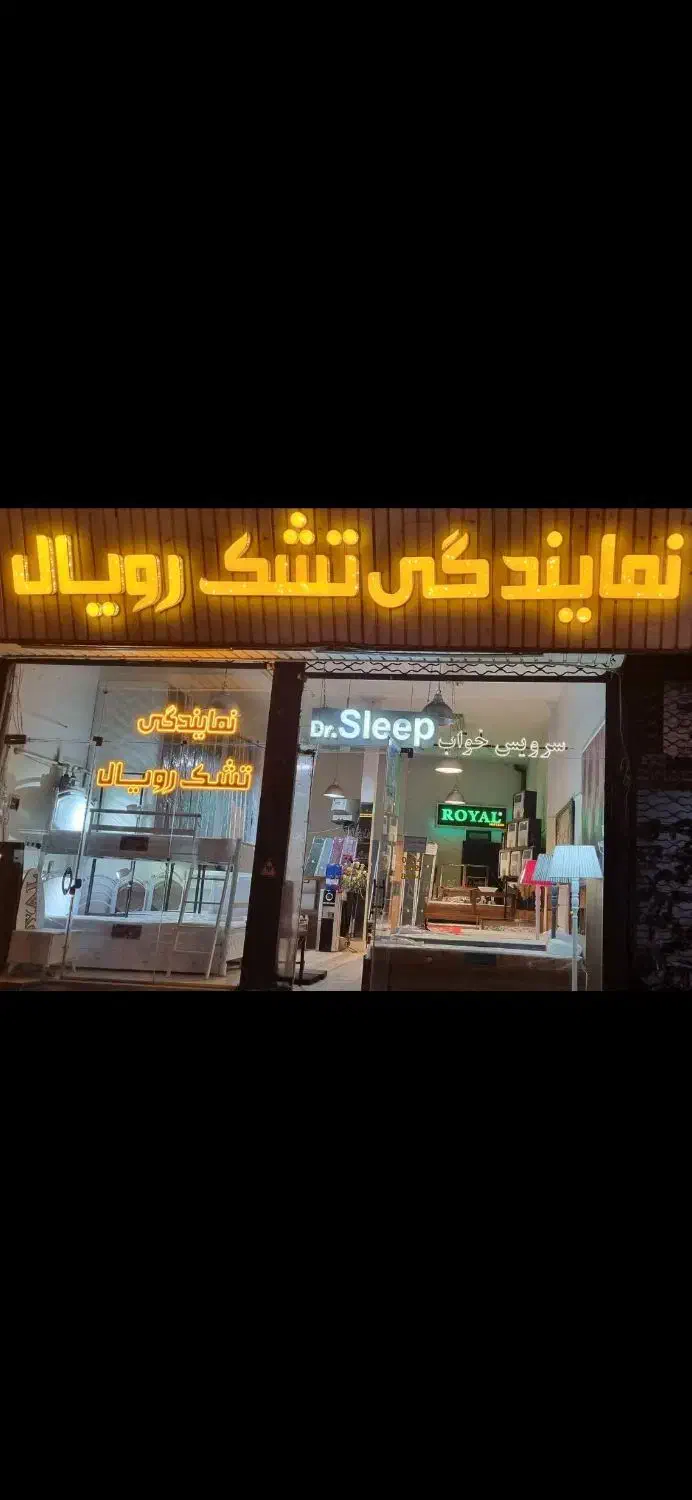 نمایندگی تشک رویال
نمایندگی
تشک رویال
Dr.Sleep سرویس خواب
ROYAL